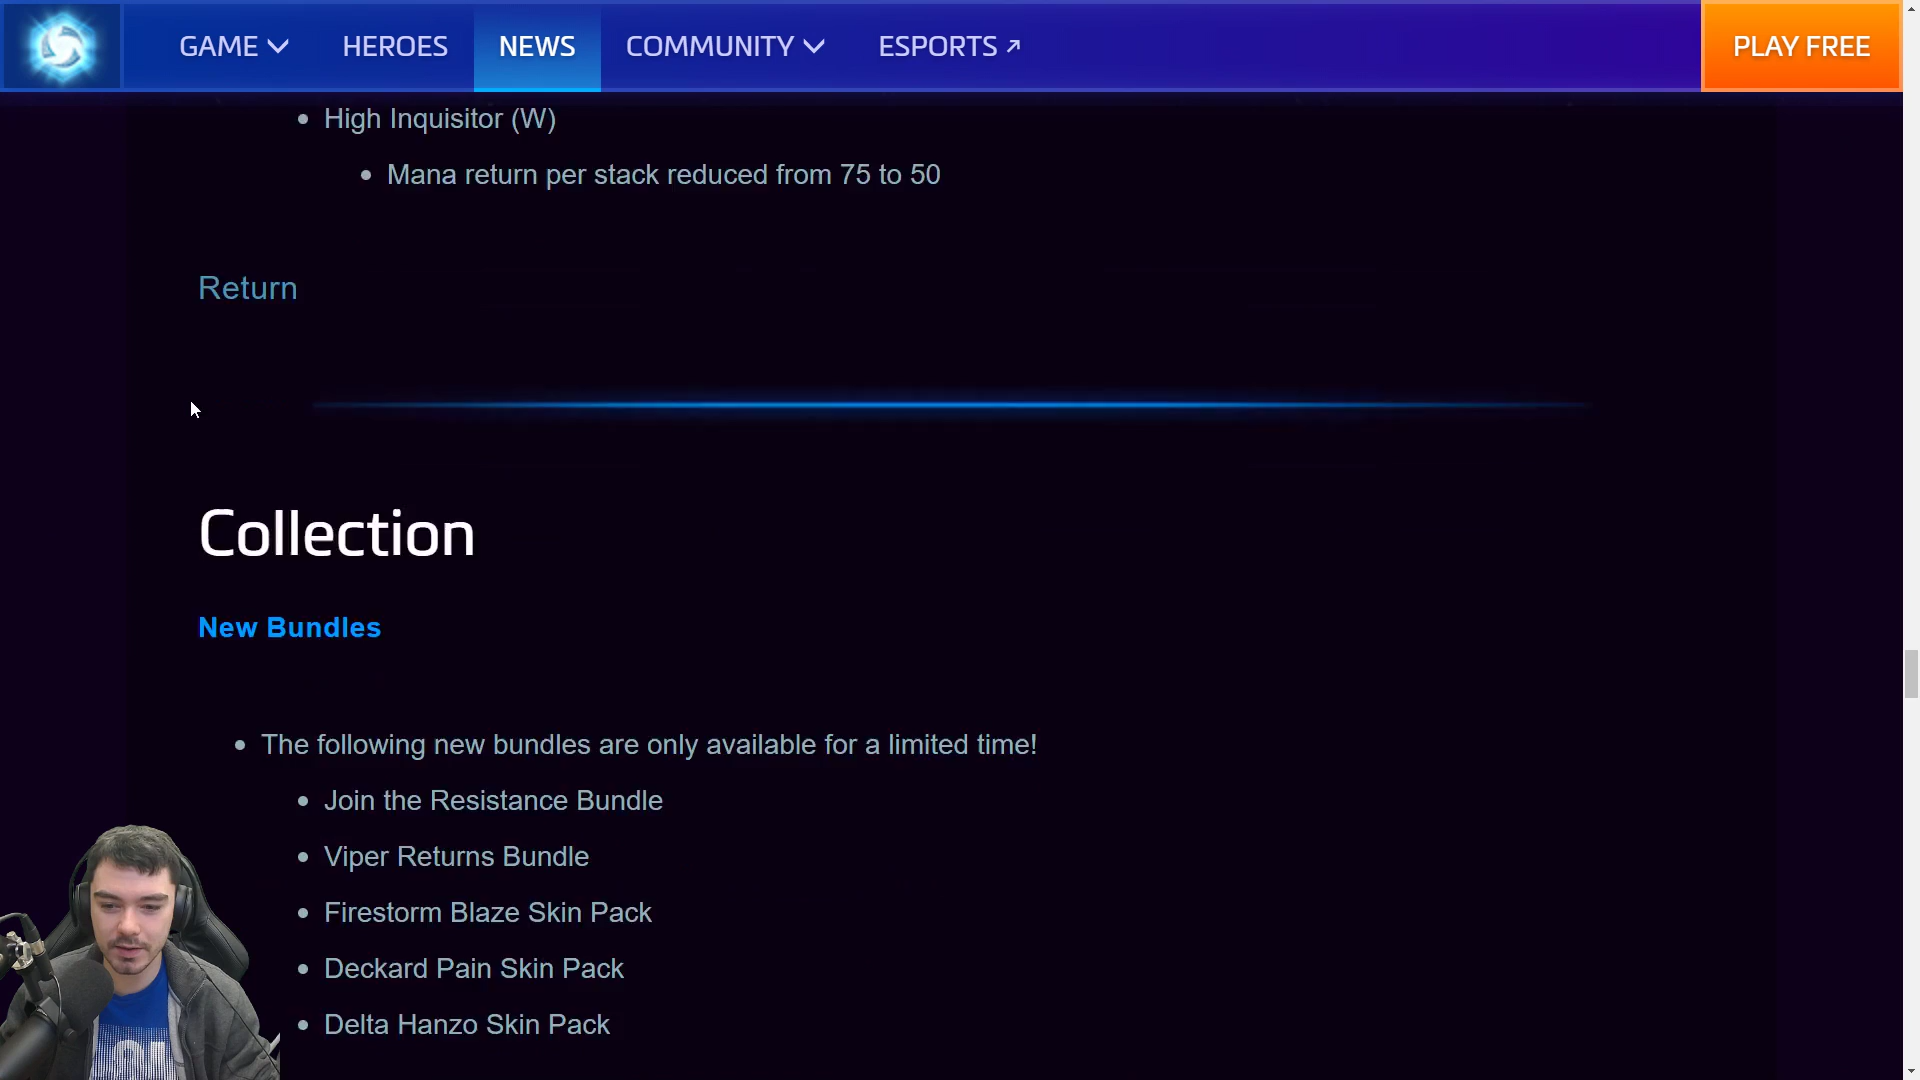 GAME HEROES NEWS COMMUNITY ESPORTS PLAY FREE
High Inquisitor (W)
Mana return per stack reduced from 75 to 50
Return
Collection
New Bundles
The following new bundles are only available for a limited time!
Join the Resistance Bundle
Viper Returns Bundle
Firestorm Blaze Skin Pack
Deckard Pain Skin Pack
Delta Hanzo Skin Pack